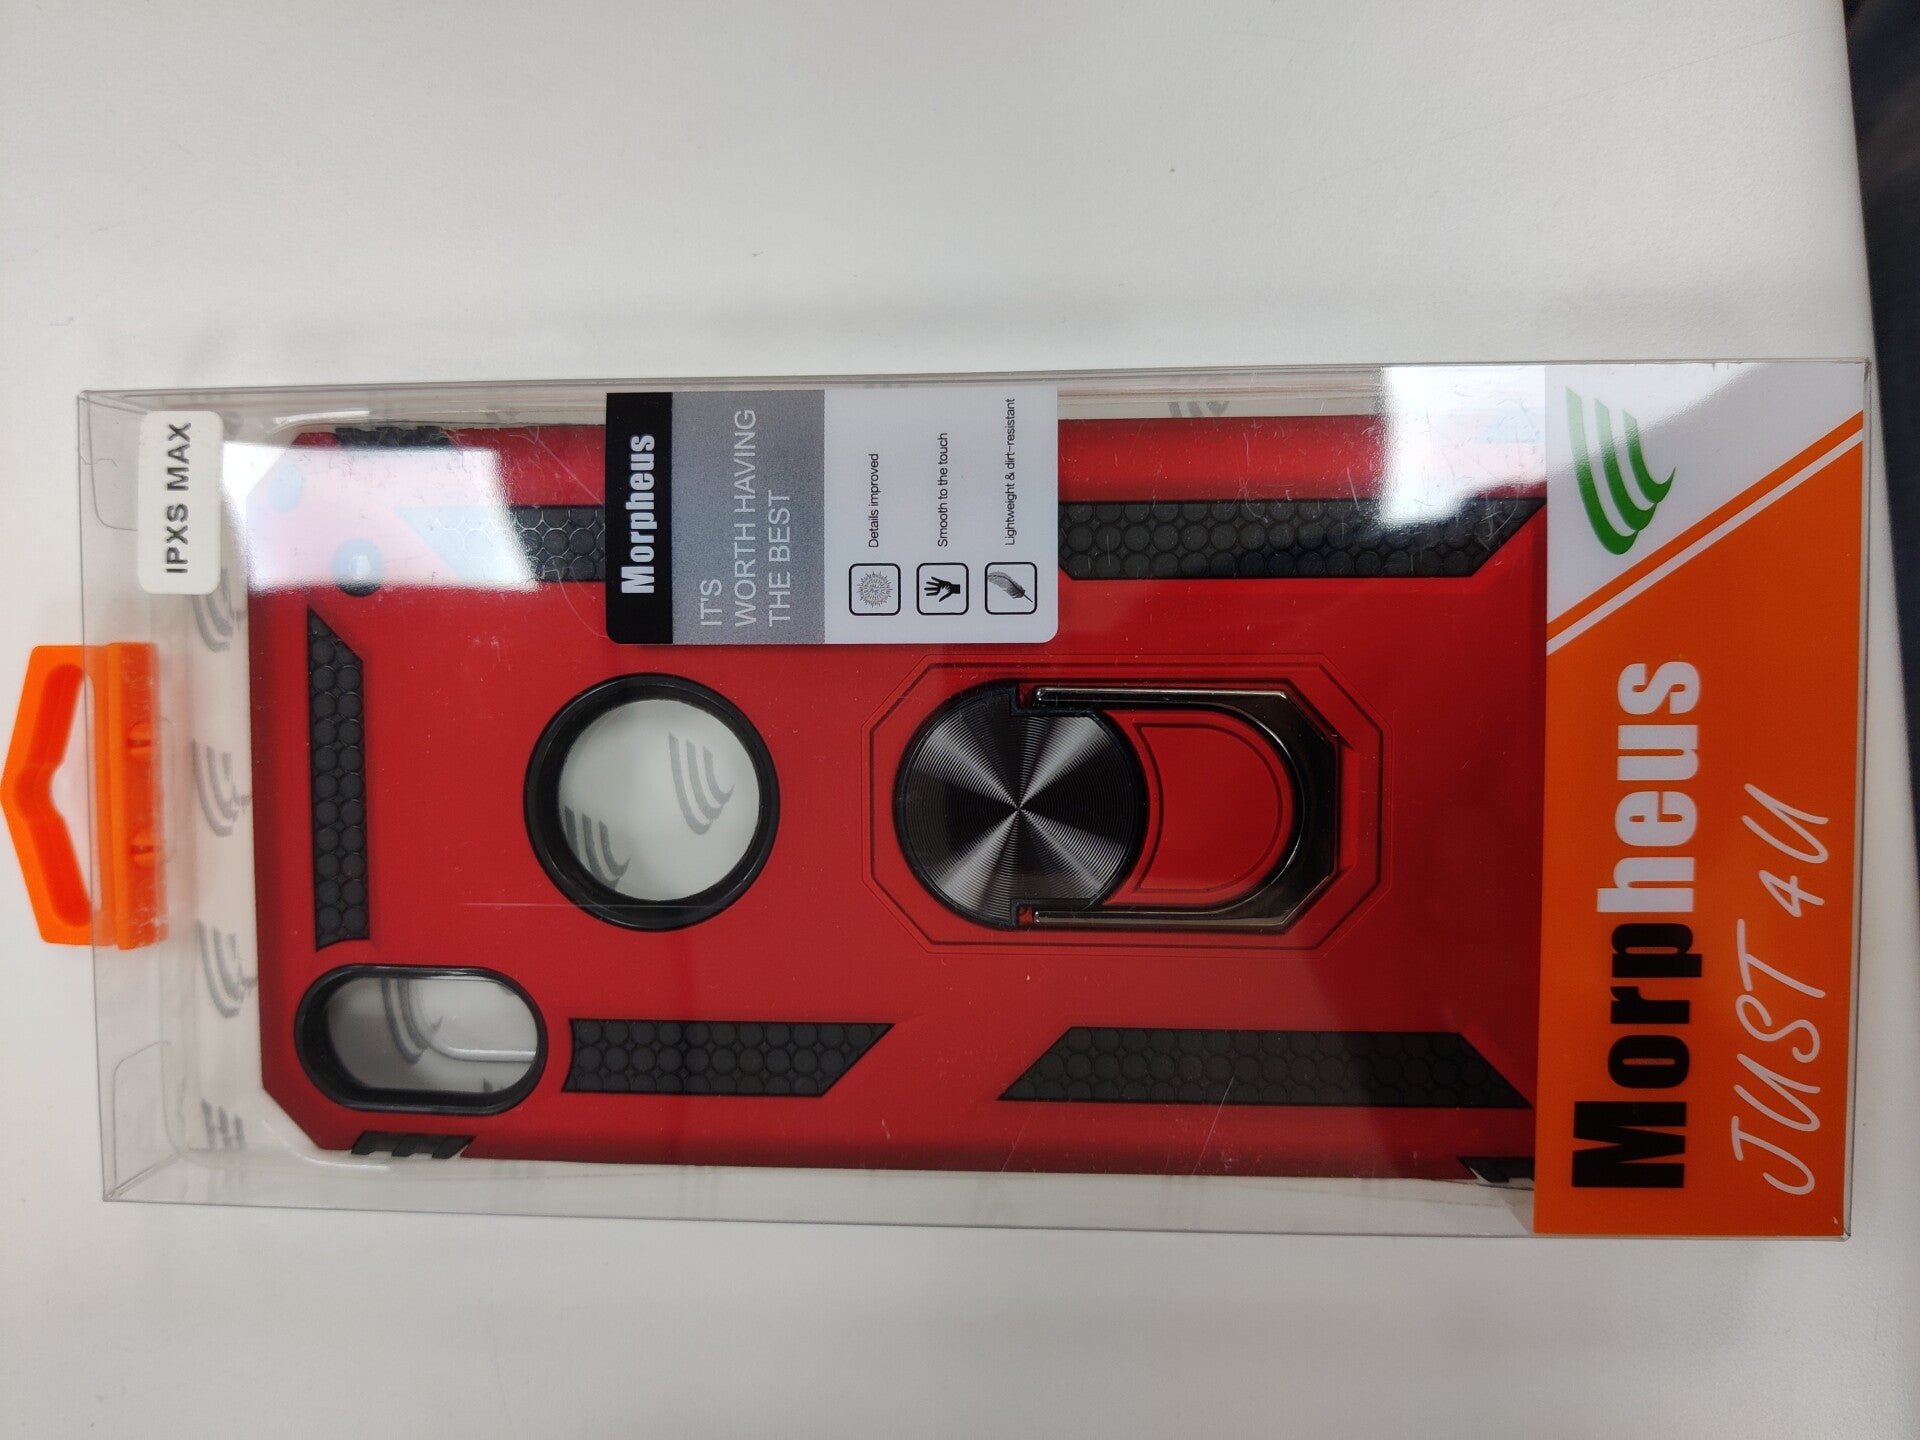 IPXS MAX
Morpheus
IT'S
WORTH HAVING
THE BEST
Details improved
Smooth to the touch
Lightweight & dirt-resistant
Morpheus
JUST 4U